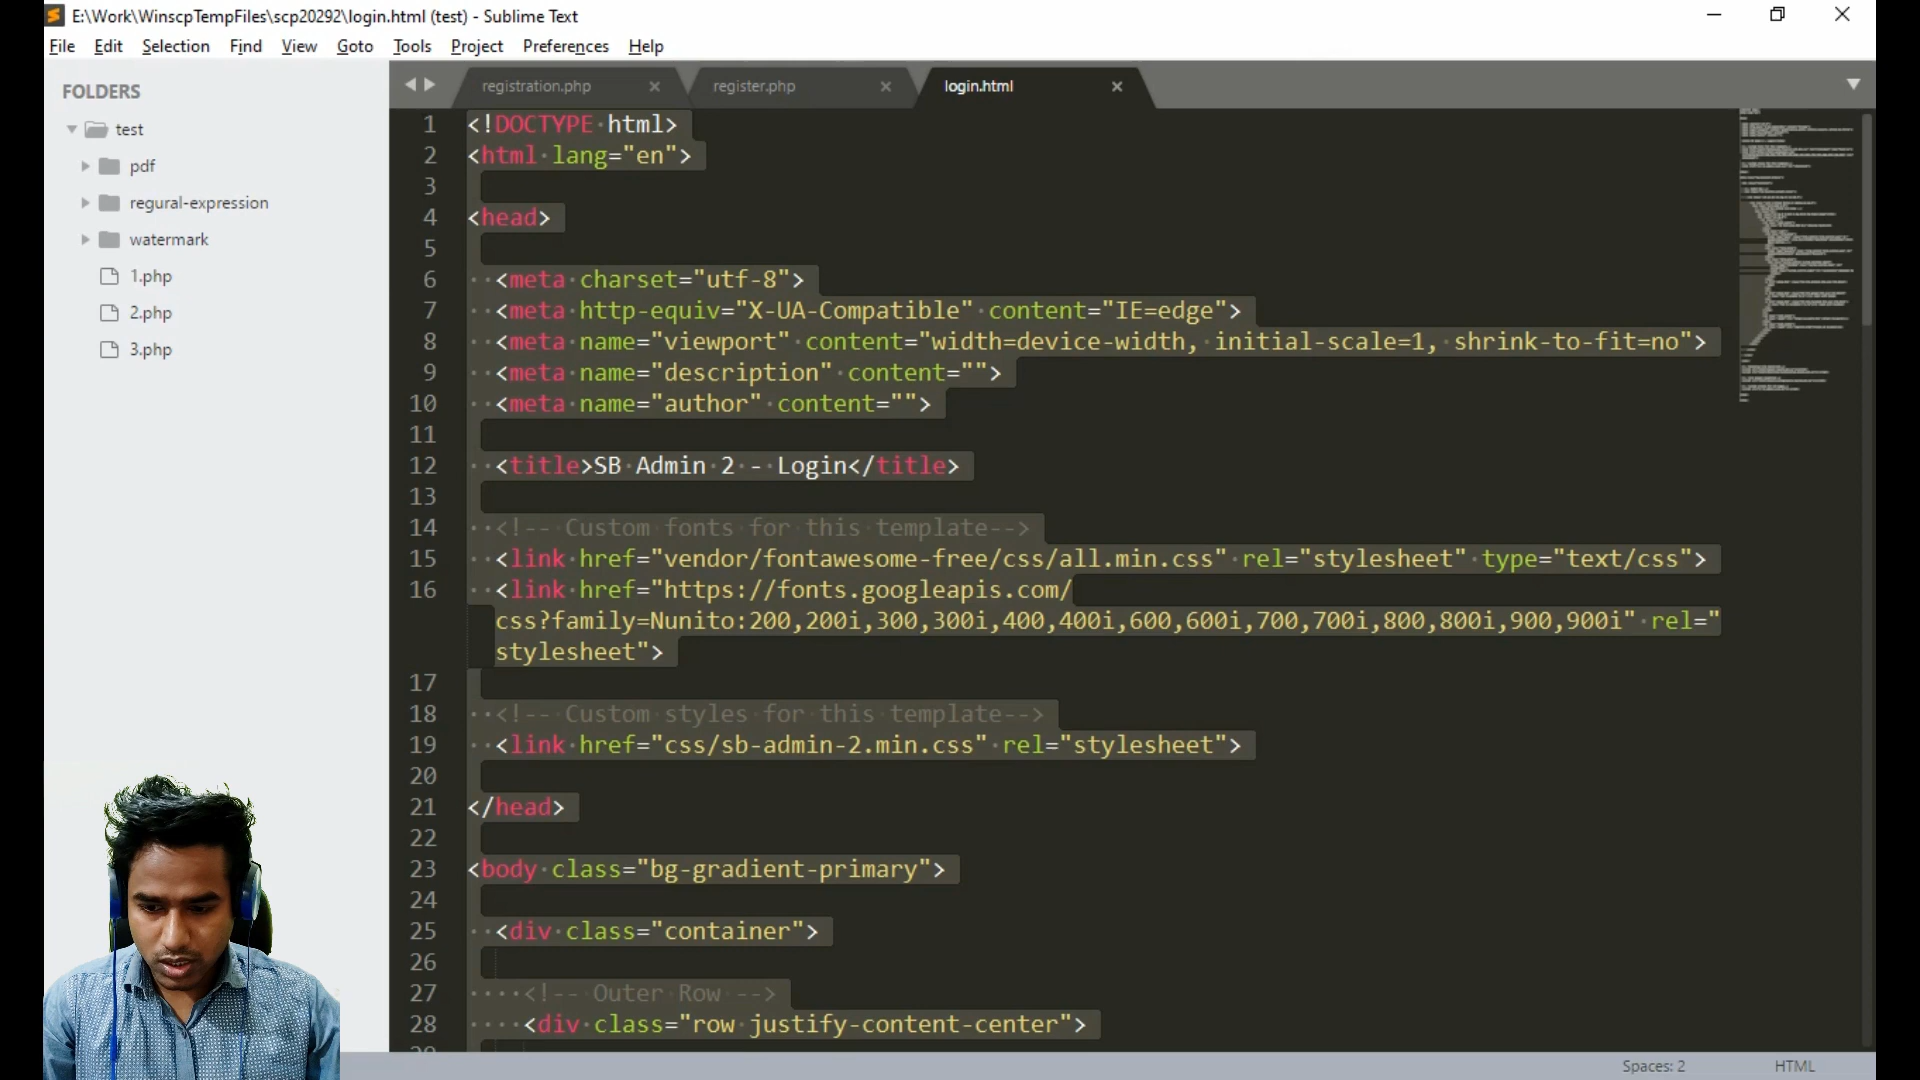 E:\Work\WinscpTempFiles\scp20292\login.html (test) - Sublime Text
File Edit Selection Find View Goto Tools Project Preferences Help
FOLDERS
test
pdf
regural-expression
watermark
1.php
2.php
3.php
registration.php
register.php
login.html
1 <!DOCTYPE html>
2 <html lang="en">
3
4 <head>
5
6 <meta charset="utf-8">
7 <meta http-equiv="X-UA-Compatible" content="IE=edge">
8 <meta name="viewport" content="width=device-width, initial-scale=1, shrink-to-fit=no">
9 <meta name="description" content="">
10 <meta name="author" content="">
11
12 <title>SB Admin 2 - Login</title>
13
14 <!-- Custom fonts for this template-->
15 <link href="vendor/fontawesome-free/css/all.min.css" rel="stylesheet" type="text/css">
16 <link href="https://fonts.googleapis.com/
css?family=Nunito:200,200i,300,300i,400,400i,600,600i,700,700i,800,800i,900,900i" rel="
stylesheet">
17
18 <!-- Custom styles for this template-->
19 <link href="css/sb-admin-2.min.css" rel="stylesheet">
20
21 </head>
22
23 <body class="bg-gradient-primary">
24
25 <div class="container">
26
27 <!-- Outer Row -->
28 <div class="row justify-content-center">
Spaces: 2 HTML